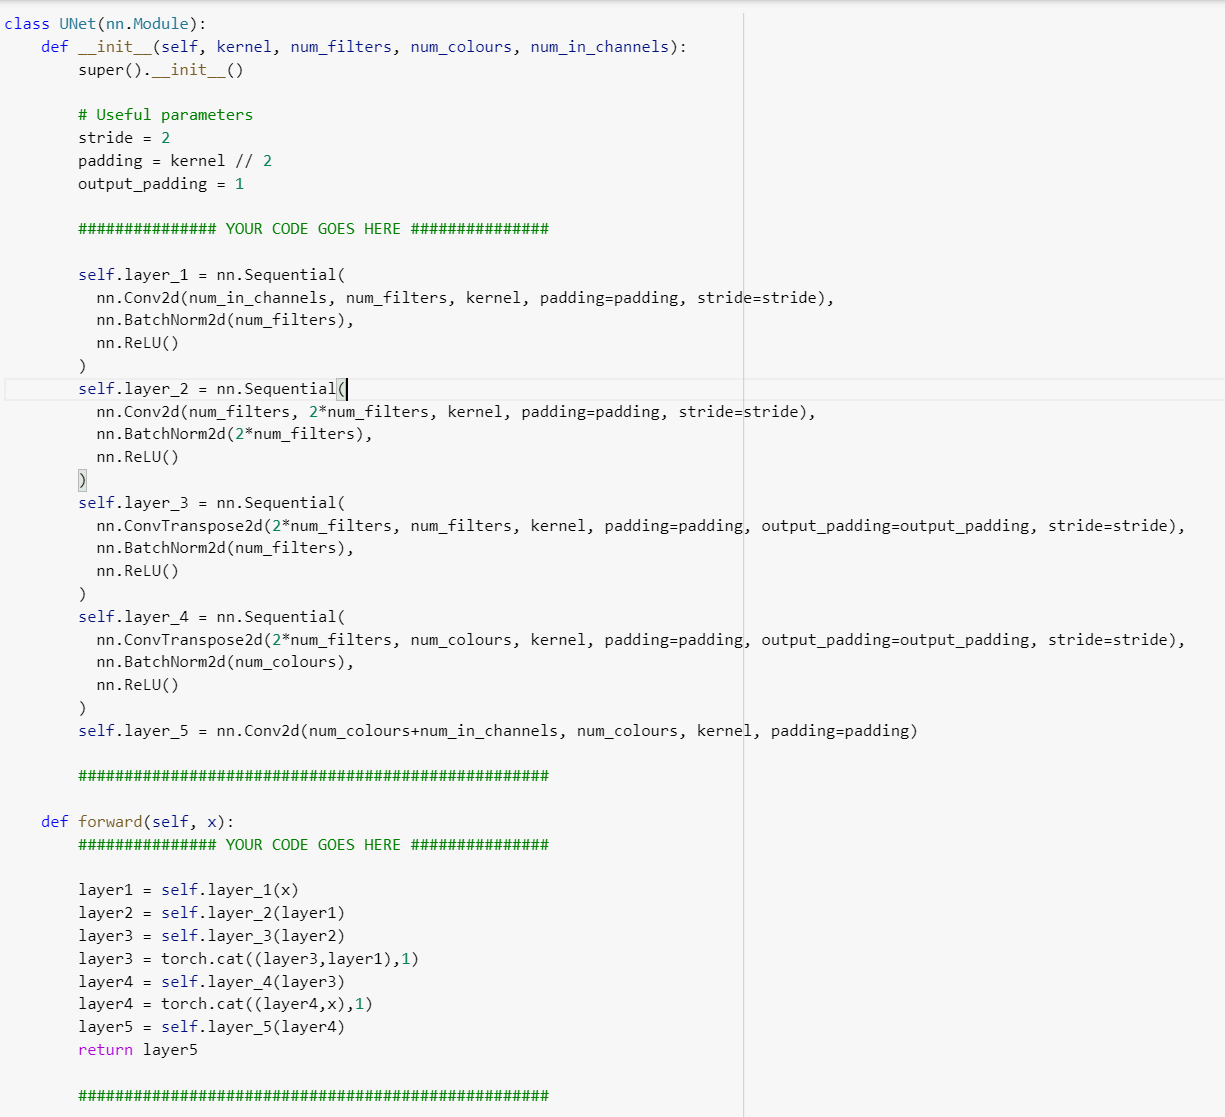 class UNet(nn.Module):
    def __init__(self, kernel, num_filters, num_colours, num_in_channels):
        super().__init__()

        # Useful parameters
        stride = 2
        padding = kernel // 2
        output_padding = 1

        ############### YOUR CODE GOES HERE ###############

        self.layer_1 = nn.Sequential(
          nn.Conv2d(num_in_channels, num_filters, kernel, padding=padding, stride=stride),
          nn.BatchNorm2d(num_filters),
          nn.ReLU()
        )
        self.layer_2 = nn.Sequential(
          nn.Conv2d(num_filters, 2*num_filters, kernel, padding=padding, stride=stride),
          nn.BatchNorm2d(2*num_filters),
          nn.ReLU()
        )
        self.layer_3 = nn.Sequential(
          nn.ConvTranspose2d(2*num_filters, num_filters, kernel, padding=padding, output_padding=output_padding, stride=stride),
          nn.BatchNorm2d(num_filters),
          nn.ReLU()
        )
        self.layer_4 = nn.Sequential(
          nn.ConvTranspose2d(2*num_filters, num_colours, kernel, padding=padding, output_padding=output_padding, stride=stride),
          nn.BatchNorm2d(num_colours),
          nn.ReLU()
        )
        self.layer_5 = nn.Conv2d(num_colours+num_in_channels, num_colours, kernel, padding=padding)

        ###################################################

    def forward(self, x):
        ############### YOUR CODE GOES HERE ###############

        layer1 = self.layer_1(x)
        layer2 = self.layer_2(layer1)
        layer3 = self.layer_3(layer2)
        layer3 = torch.cat((layer3,layer1),1)
        layer4 = self.layer_4(layer3)
        layer4 = torch.cat((layer4,x),1)
        layer5 = self.layer_5(layer4)
        return layer5

        ###################################################